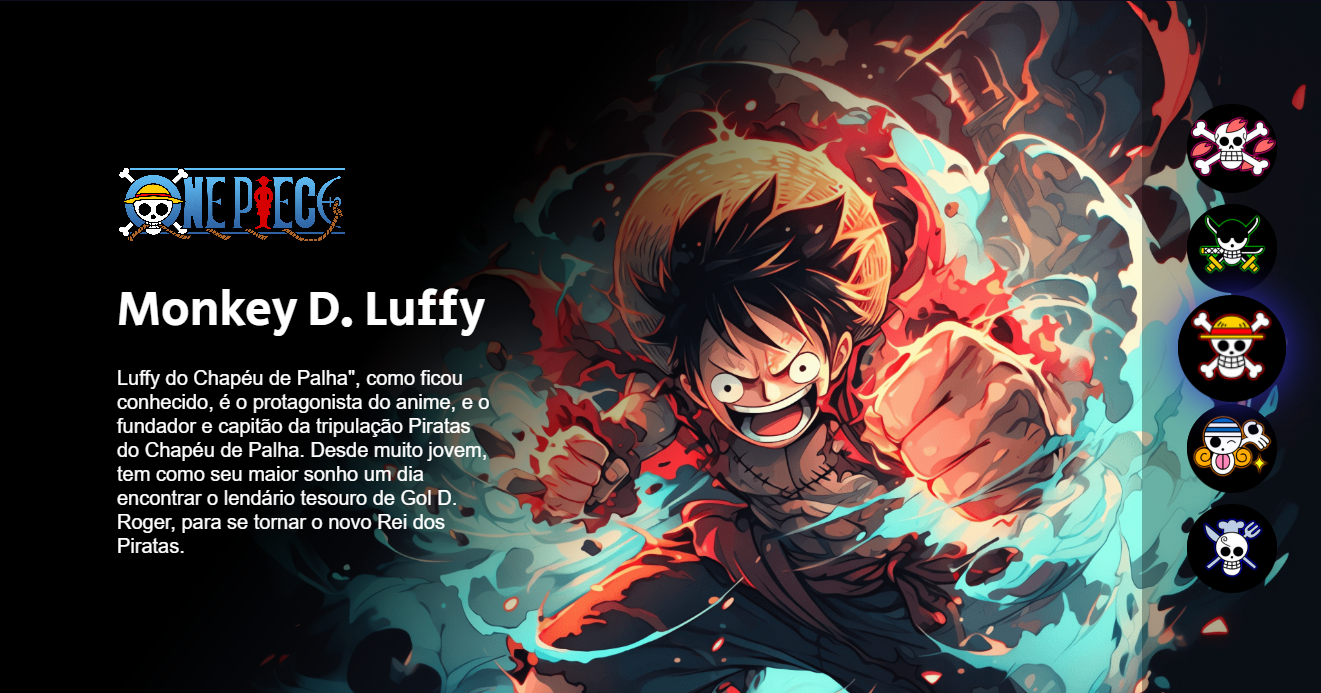 ONE PIECE
Monkey D. Luffy
Luffy do Chapéu de Palha", como ficou
conhecido, é o protagonista do anime, e o
fundador e capitão da tripulação Piratas
do Chapéu de Palha. Desde muito jovem,
tem como seu maior sonho um dia
encontrar o lendário tesouro de Gol D.
Roger, para se tornar o novo Rei dos
Piratas.